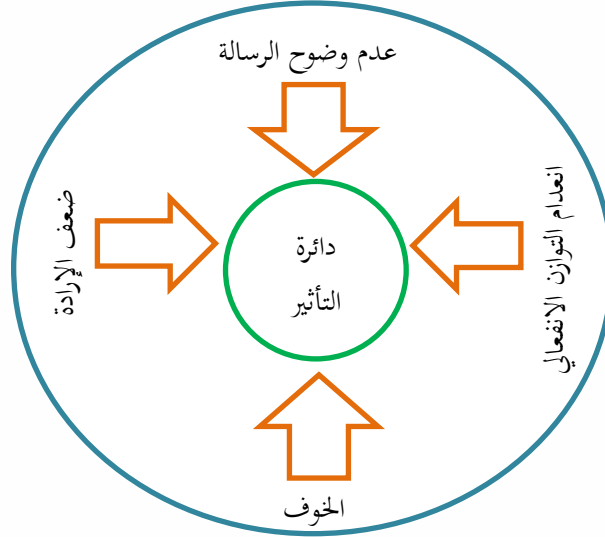 عدم وضوح الرسالة
انعدام التوازن الانفعالي
دائرة
التأثير
ضعف الإرادة
الخوف